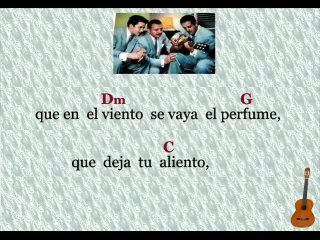 Dm G
que en el viento se vaya el perfume,
C
que deja tu aliento,